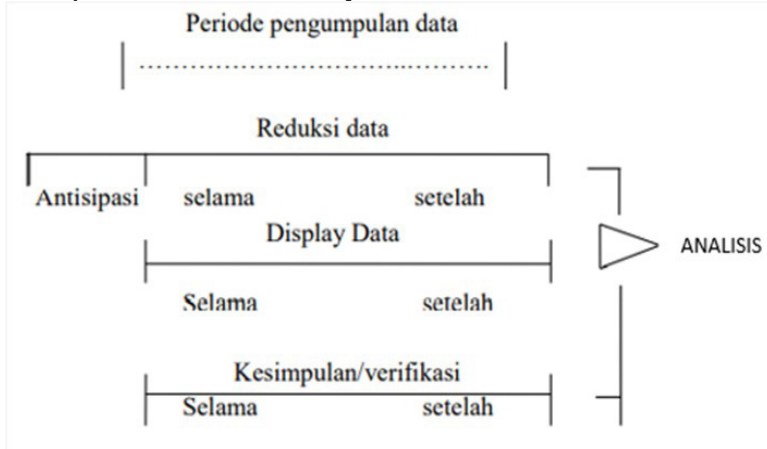 Periode pengumpulan data
Reduksi data
Antisipasi selama setelah
Display Data
ANALISIS
Selama setelah
Kesimpulan/verifikasi
Selama setelah